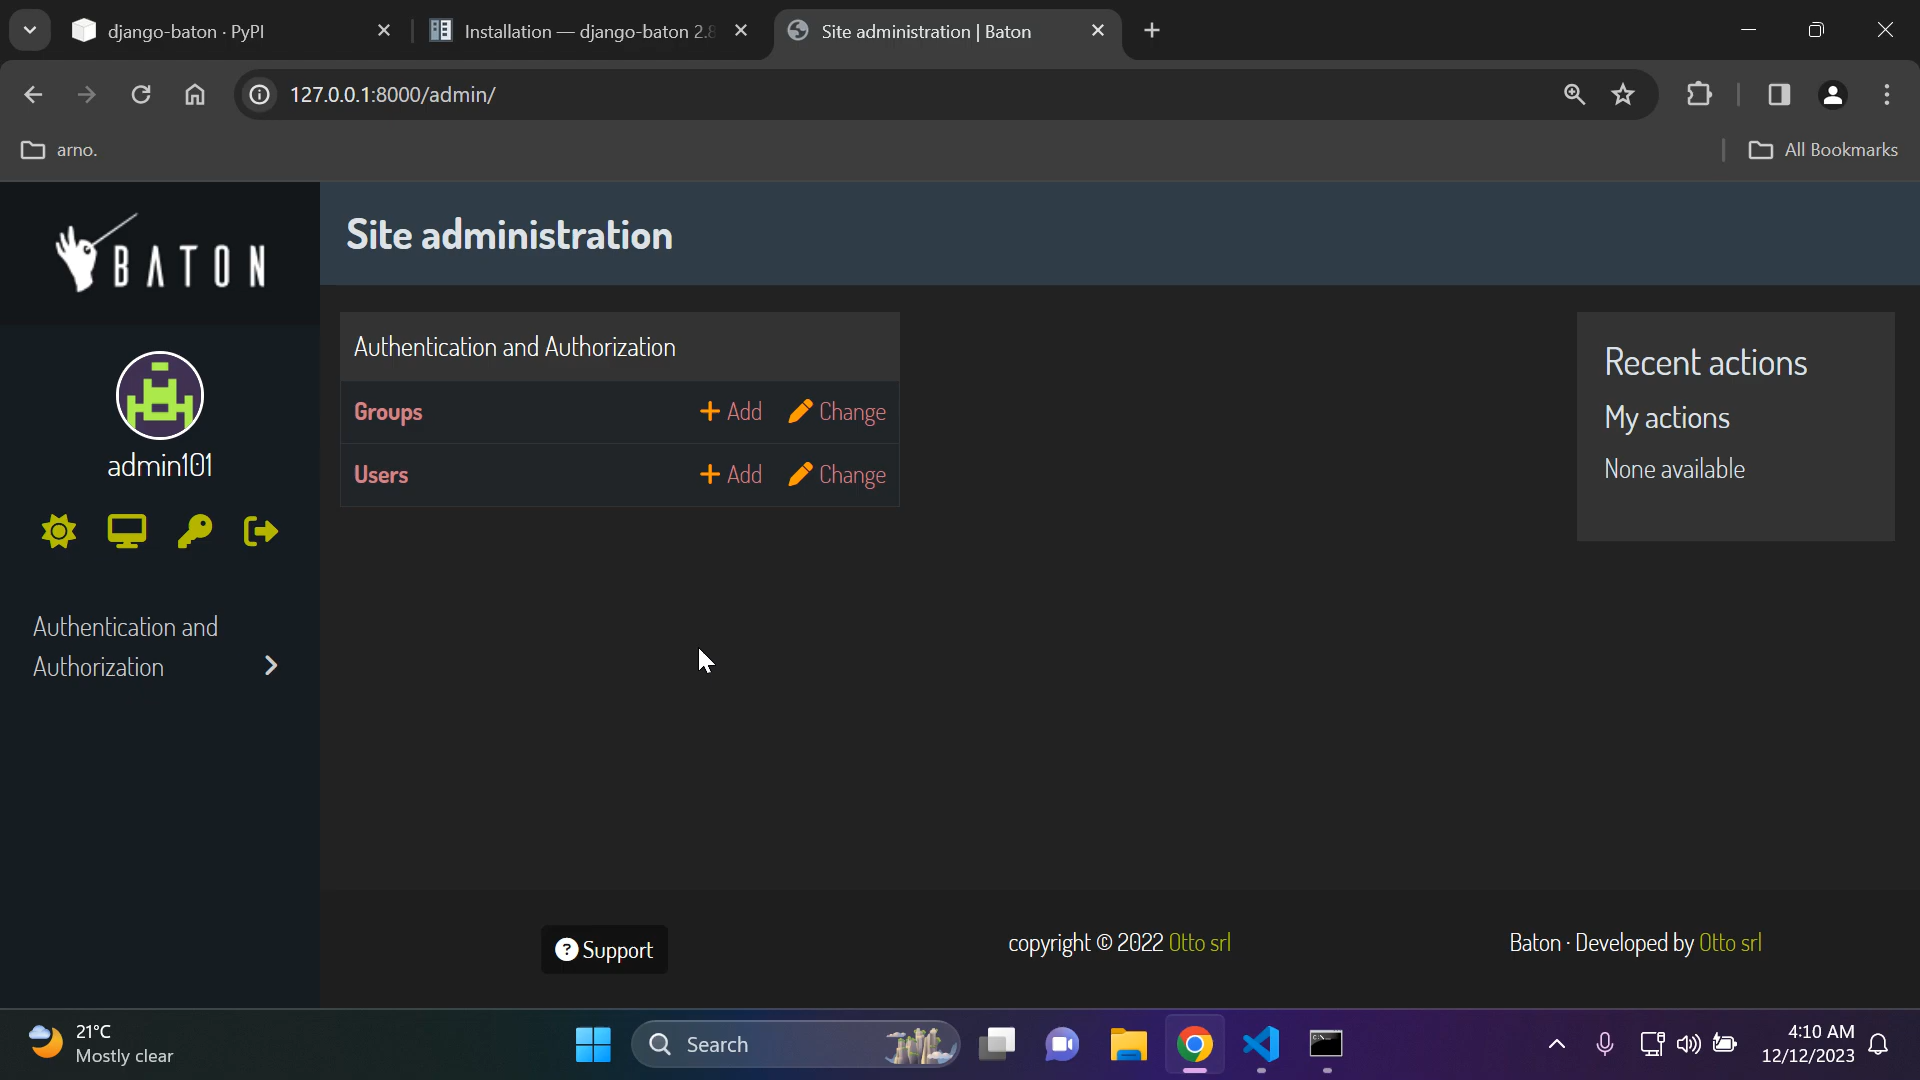 django-baton · PyPI
Installation — django-baton 2.8
Site administration | Baton
127.0.0.1:8000/admin/
arno.
All Bookmarks
BATON
Site administration
Authentication and Authorization
Groups
Add
Change
Users
Add
Change
Recent actions
My actions
None available
admin101
Authentication and
Authorization
Support
copyright © 2022 Otto srl
Baton · Developed by Otto srl
21°C
Mostly clear
Search
4:10 AM
12/12/2023